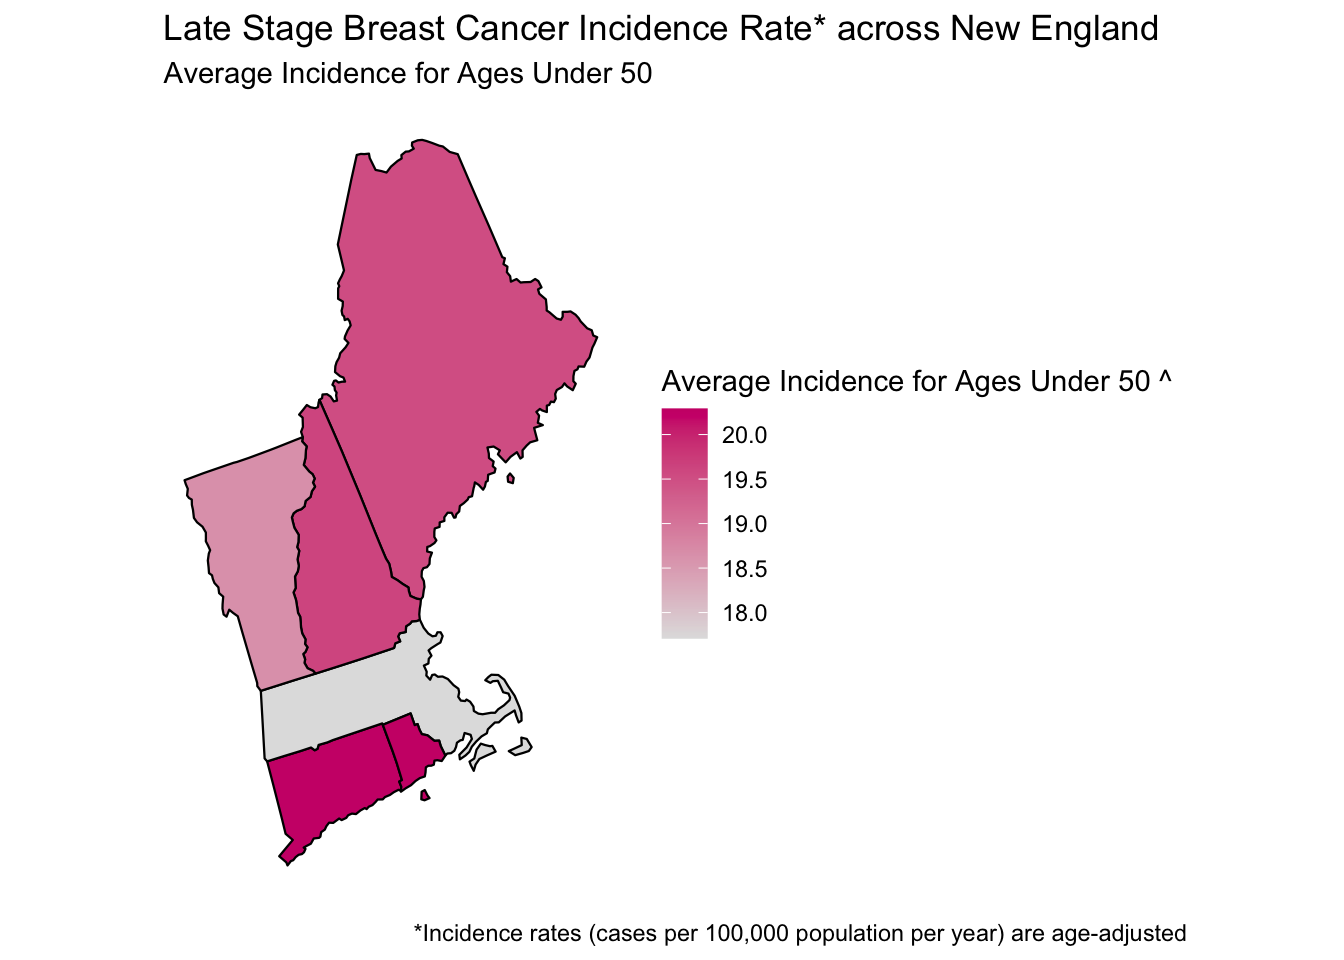 Late Stage Breast Cancer Incidence Rate* across New England
Average Incidence for Ages Under 50
Average Incidence for Ages Under 50 ^
20.0
19.5
19.0
18.5
18.0
*Incidence rates (cases per 100,000 population per year) are age-adjusted